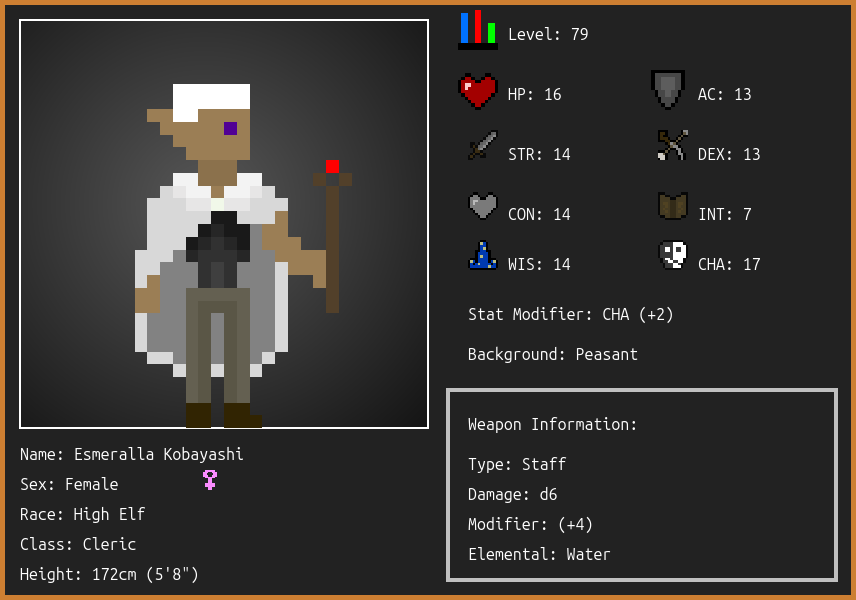 Level: 79
HP: 16
AC: 13
STR: 14
DEX: 13
CON: 14
INT: 7
WIS: 14
CHA: 17
Stat Modifier: CHA (+2)
Background: Peasant
Weapon Information:
Type: Staff
Damage: d6
Modifier: (+4)
Elemental: Water
Name: Esmeralla Kobayashi
Sex: Female
Race: High Elf
Class: Cleric
Height: 172cm (5'8")